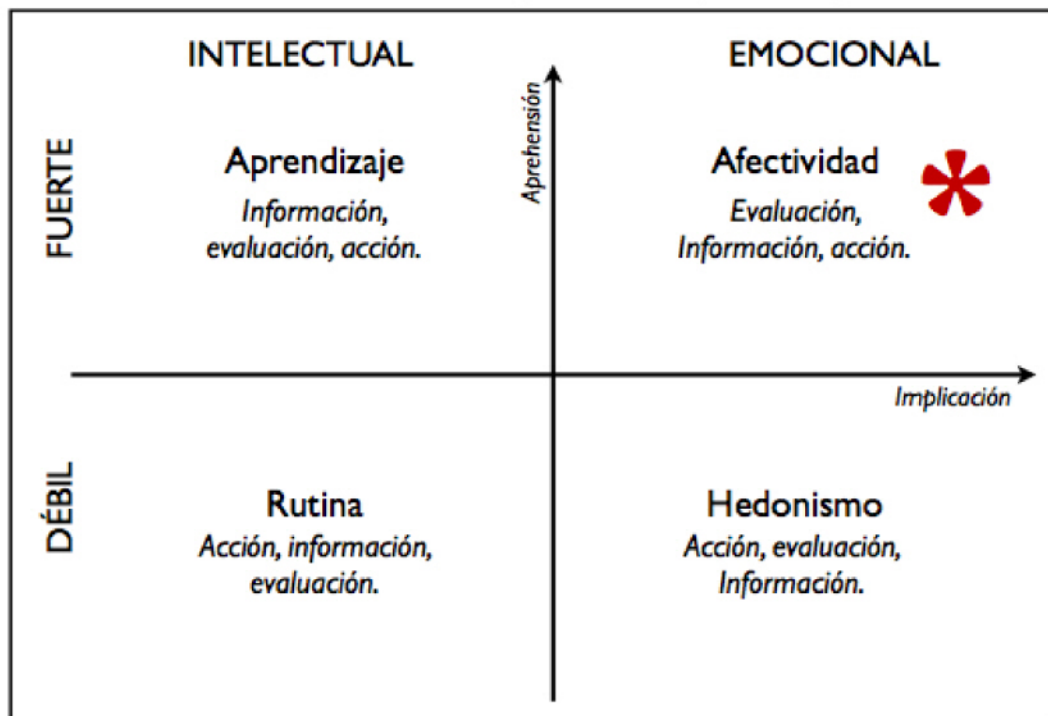 INTELECTUAL
EMOCIONAL
FUERTE
Aprehensión
Aprendizaje
Información,
evaluación, acción.
Afectividad
Evaluación,
Información, acción.
Implicación
DÉBIL
Rutina
Acción, información,
evaluación.
Hedonismo
Acción, evaluación,
Información.